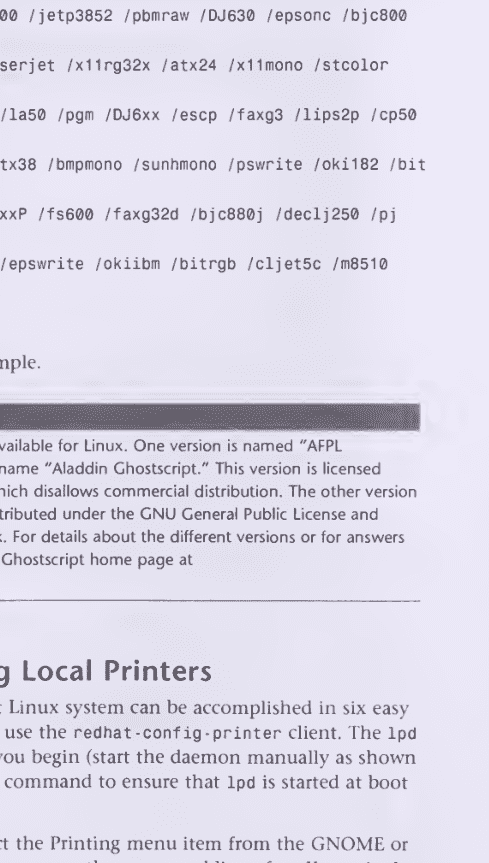 00 /jetp3852 /pbmraw /DJ630 /epsonc /bjc800
serjet /x11rg32x /atx24 /x11mono /stcolor
/la50 /pgm /DJ6xx /escp /faxg3 /lips2p /cp50
tx38 /bmpmono /sunhmono /pswrite /oki182 /bit
xxP /fs600 /faxg32d /bjc880j /declj250 /pj
/epswrite /okiibm /bitrgb /cljet5c /m8510
mple.
vailable for Linux. One version is named “AFPL
name “Aladdin Ghostscript.” This version is licensed
hich disallows commercial distribution. The other version
tributed under the GNU General Public License and
. For details about the different versions or for answers
Ghostscript home page at
g Local Printers
t Linux system can be accomplished in six easy
use the redhat-config-printer client. The lpd
you begin (start the daemon manually as shown
command to ensure that lpd is started at boot
rt the Printing menu item from the GNOME or